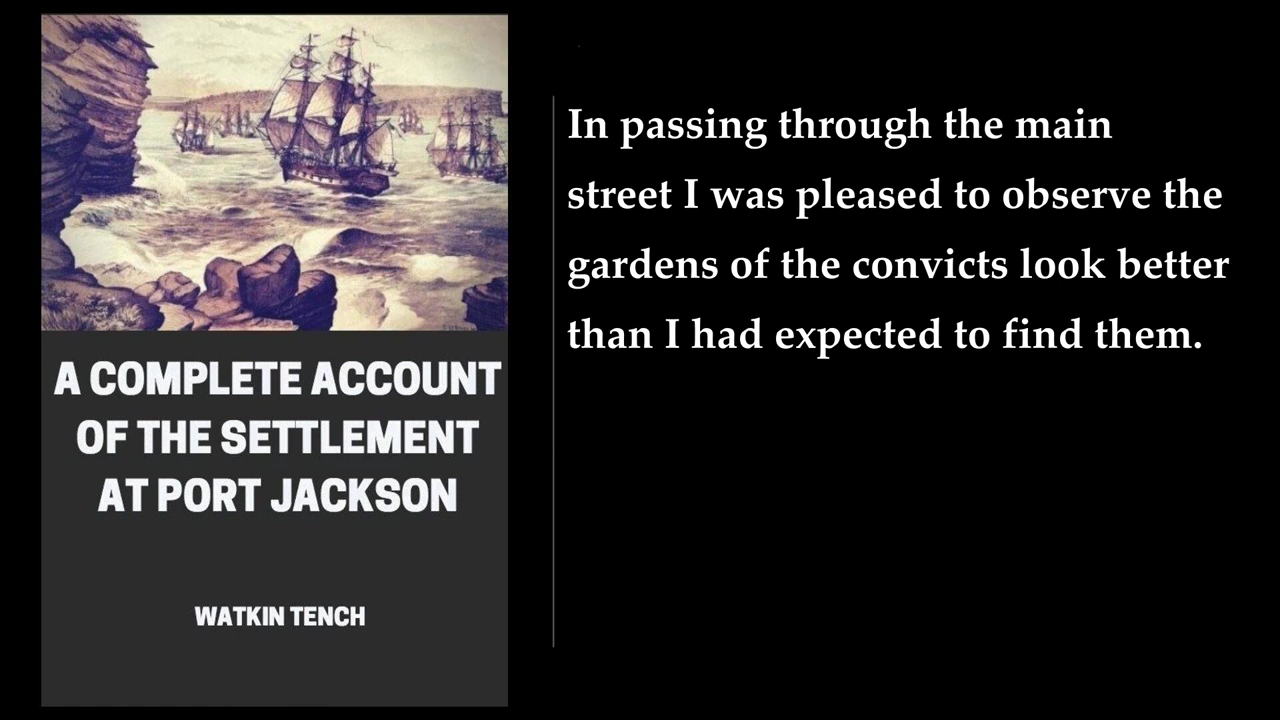 A COMPLETE ACCOUNT
OF THE SETTLEMENT
AT PORT JACKSON
WATKIN TENCH
In passing through the main
street I was pleased to observe the
gardens of the convicts look better
than I had expected to find them.